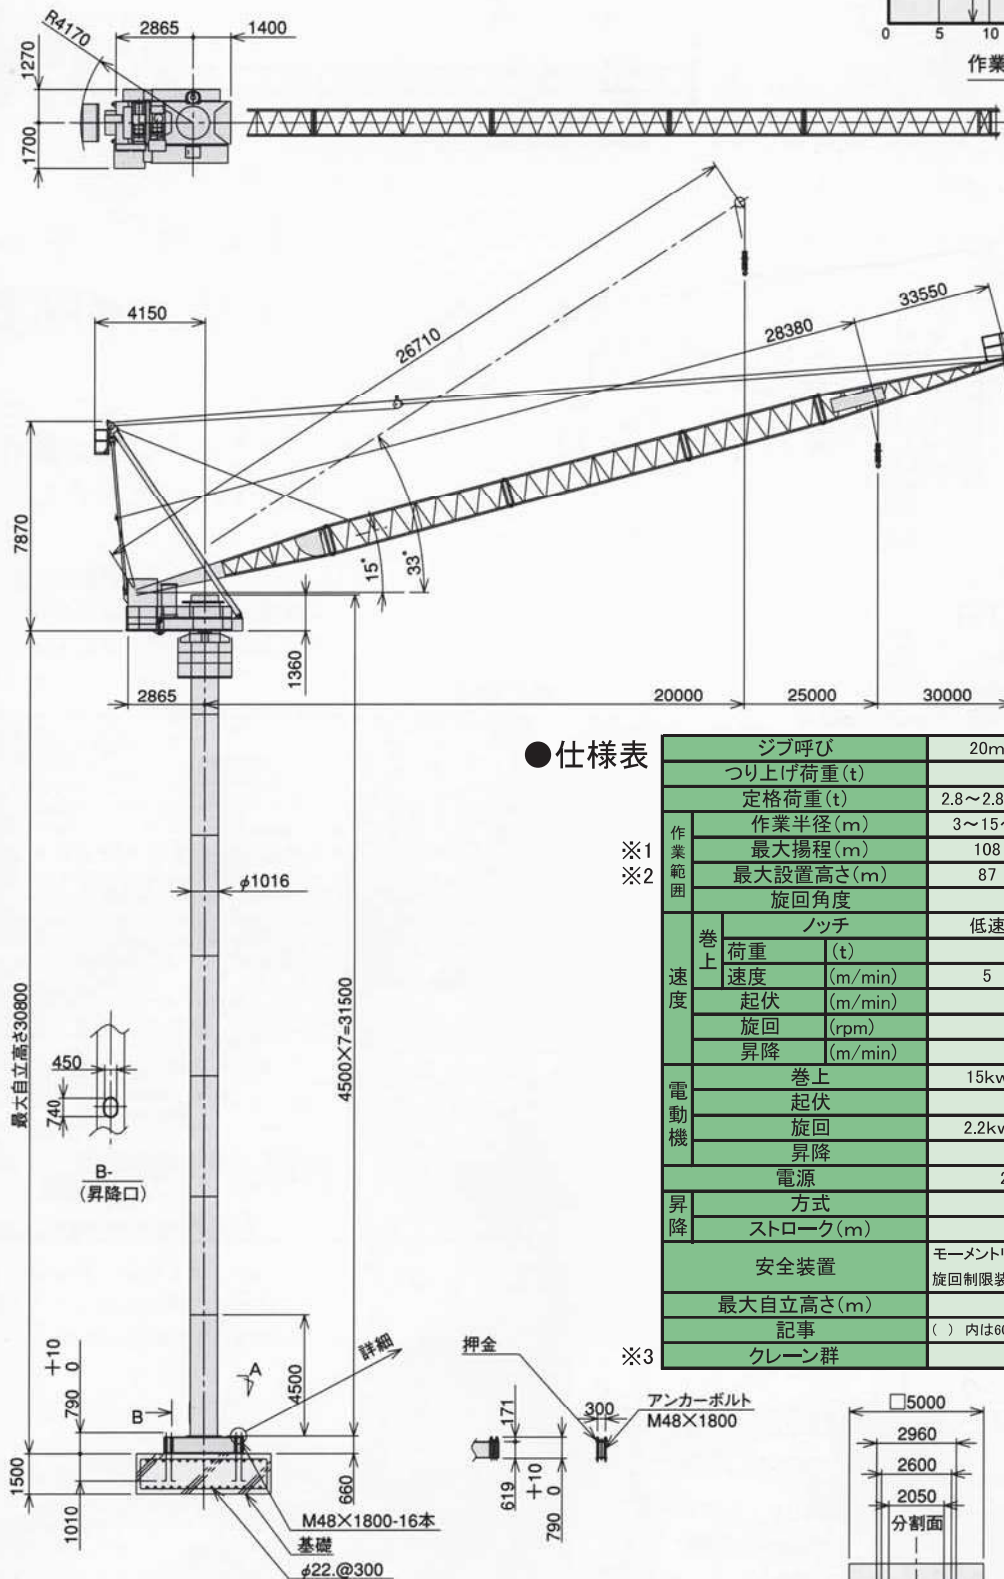 0 5 10
作業
R4170
2865
1400
1270
1700
4150
26710
28380
33550
7870
15°
33°
1360
2865
20000
25000
30000
●仕様表
ジブ呼び 20m
つり上げ荷重(t)
定格荷重(t) 2.8~2.8
作業範囲
作業半径(m) 3~15~
※1 最大揚程(m) 108
※2 最大設置高さ(m) 87
旋回角度
速度
巻上
ノッチ 低速
荷重 (t)
速度 (m/min) 5
起伏 (m/min)
旋回 (rpm)
昇降 (m/min)
電動機
巻上 15kw
起伏
旋回 2.2kw
昇降
電源 2
昇降
方式
ストローク(m)
安全装置
モーメントリ
旋回制限装
最大自立高さ(m)
記事 ( )内は60
※3 クレーン群
φ1016
最大自立高さ30800
4500×7=31500
450
740
B-
(昇降口)
4500
詳細
A
B
+10
0
790
1500
1010
660
M48×1800-16本
基礎
φ22.@300
押金
171
300
アンカーボルト
M48×1800
619
+10
0
790
□5000
2960
2600
2050
分割面